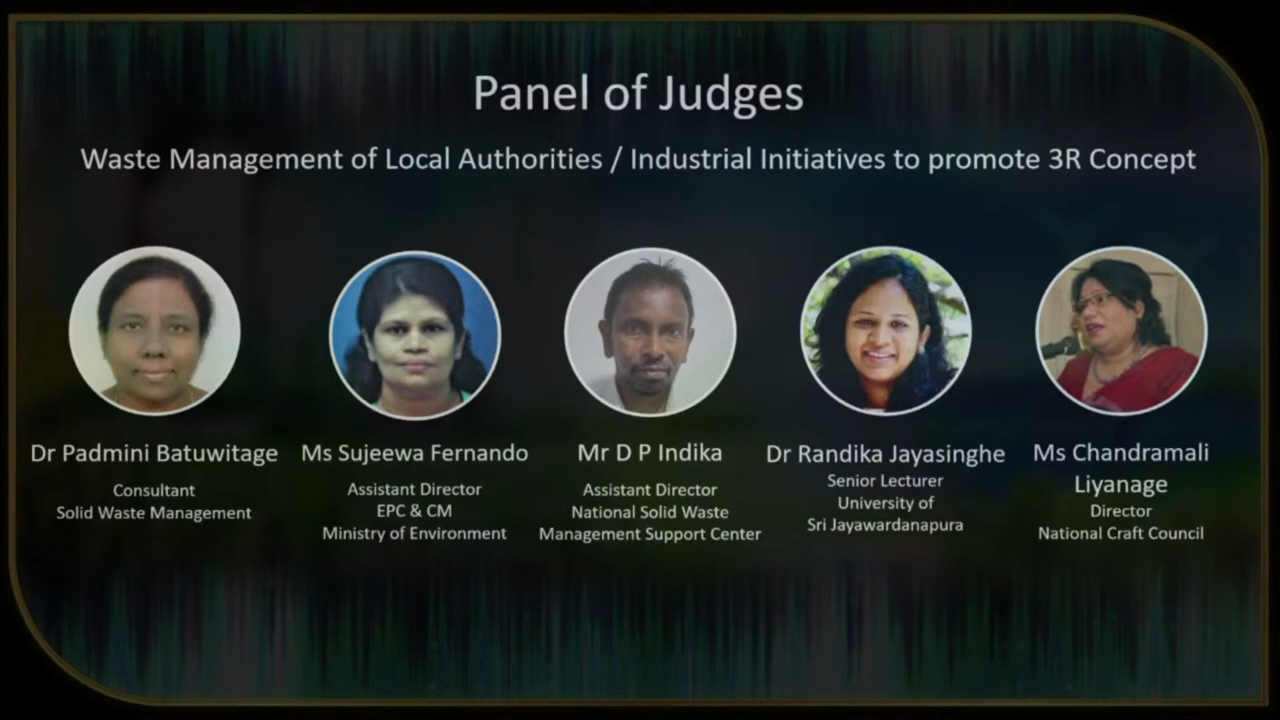 Panel of Judges
Waste Management of Local Authorities / Industrial Initiatives to promote 3R Concept
Dr Padmini Batuwitage
Consultant
Solid Waste Management
Ms Sujeewa Fernando
Assistant Director
EPC & CM
Ministry of Environment
Mr D P Indika
Assistant Director
National Solid Waste
Management Support Center
Dr Randika Jayasinghe
Senior Lecturer
University of
Sri Jayawardanapura
Ms Chandramali
Liyanage
Director
National Craft Council